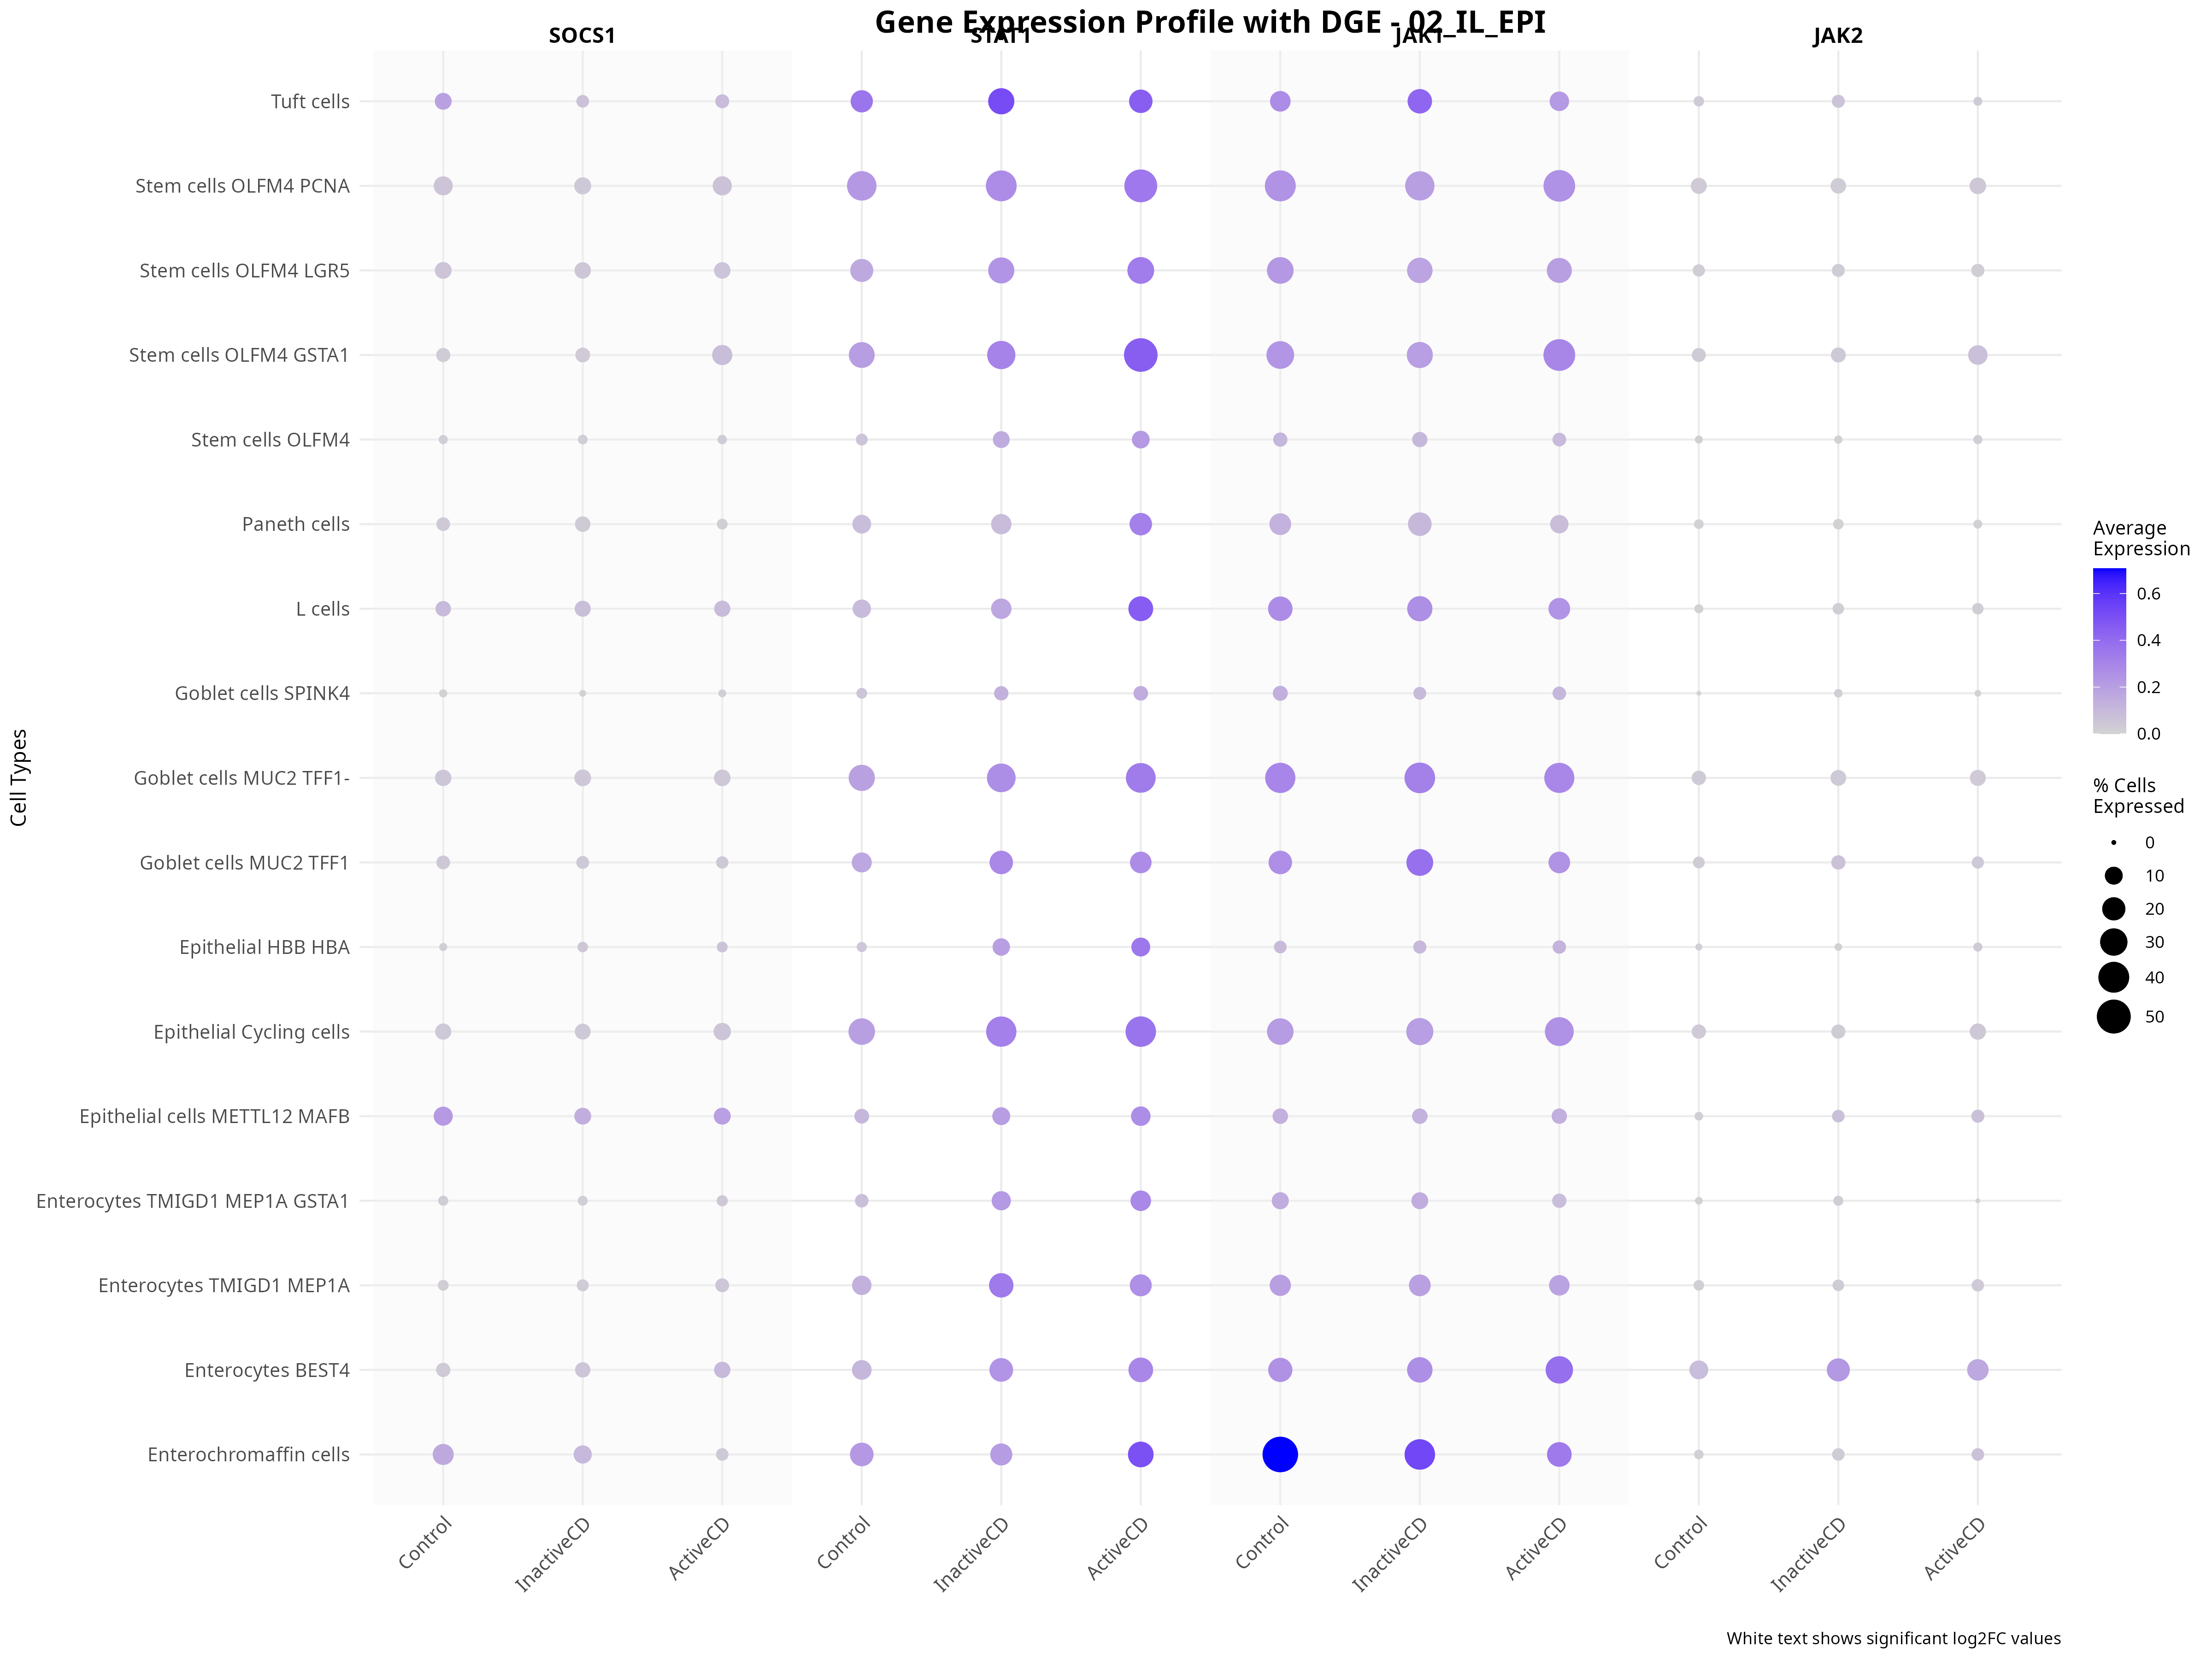 Gene Expression Profile with DGE - 02_IL_EPI
SOCS1 STAT1 JAK1 JAK2
Cell Types
Tuft cells
Stem cells OLFM4 PCNA
Stem cells OLFM4 LGR5
Stem cells OLFM4 GSTA1
Stem cells OLFM4
Paneth cells
L cells
Goblet cells SPINK4
Goblet cells MUC2 TFF1-
Goblet cells MUC2 TFF1
Epithelial HBB HBA
Epithelial Cycling cells
Epithelial cells METTL12 MAFB
Enterocytes TMIGD1 MEP1A GSTA1
Enterocytes TMIGD1 MEP1A
Enterocytes BEST4
Enterochromaffin cells
Control InactiveCD ActiveCD Control InactiveCD ActiveCD Control InactiveCD ActiveCD Control InactiveCD ActiveCD
Average
Expression
0.6
0.4
0.2
0.0
% Cells
Expressed
0
10
20
30
40
50
White text shows significant log2FC values